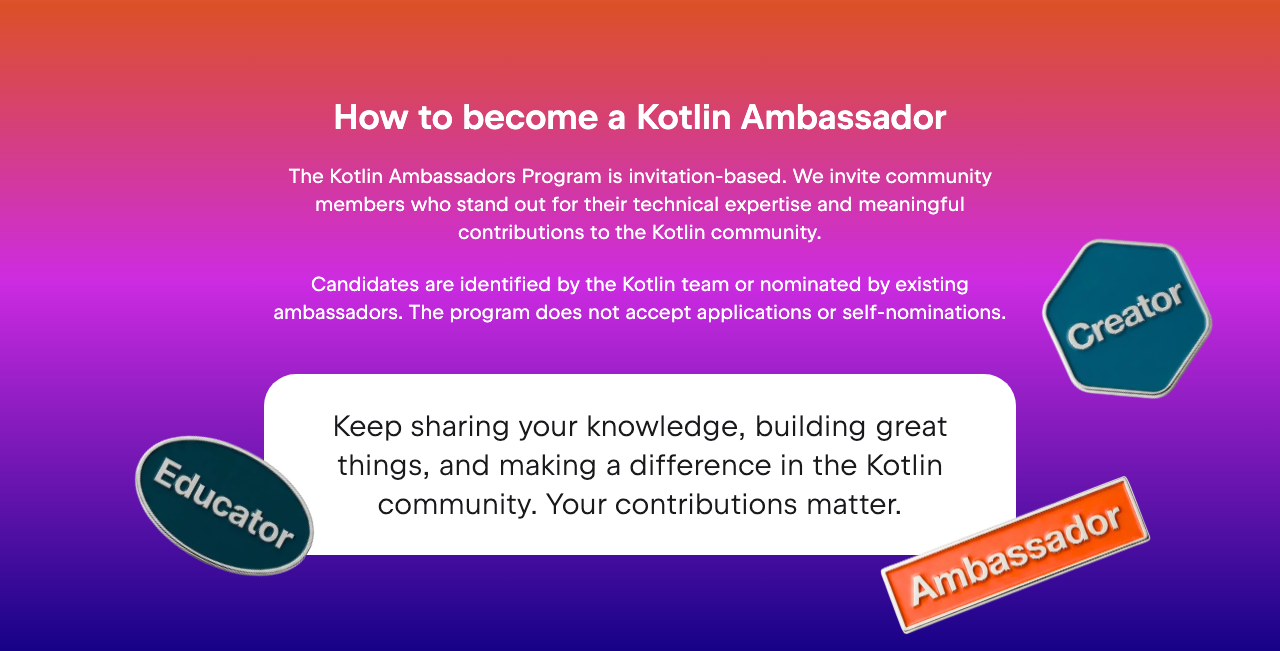 How to become a Kotlin Ambassador
The Kotlin Ambassadors Program is invitation-based. We invite community
members who stand out for their technical expertise and meaningful
contributions to the Kotlin community.
Candidates are identified by the Kotlin team or nominated by existing
ambassadors. The program does not accept applications or self-nominations.
Creator
Keep sharing your knowledge, building great
things, and making a difference in the Kotlin
community. Your contributions matter.
Educator
Ambassador